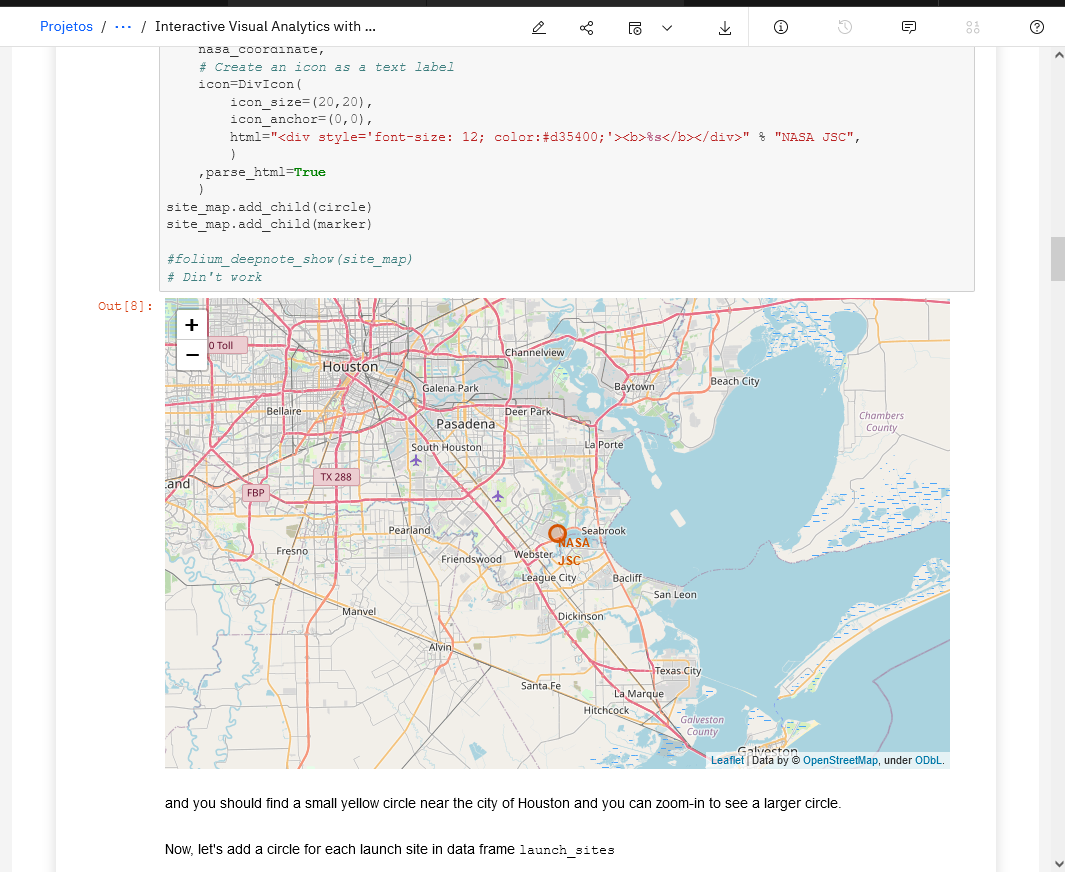 Projetos / ... / Interactive Visual Analytics with ...
nasa_coordinate,
# Create an icon as a text label
icon=DivIcon(
icon_size=(20,20),
icon_anchor=(0,0),
html="<div style='font-size: 12; color:#d35400;'><b>%s</b></div>" % "NASA JSC",
)
,parse_html=True
)
site_map.add_child(circle)
site_map.add_child(marker)
#folium_deepnote_show(site_map)
# Din't work
Out[8]:
+
−
0 Toll
Channelview
Houston
Galena Park
Baytown
Beach City
Bellaire
Deer Park
Chambers
County
Pasadena
South Houston
La Porte
TX 288
Land
FBP
Pearland
Seabrook
NASA
JSC
Fresno
Webster
Friendswood
League City
Bacliff
San Leon
Manvel
Dickinson
Alvin
Texas City
Santa Fe
La Marque
Hitchcock
Galveston
County
Galveston
Leaflet | Data by © OpenStreetMap, under ODbL.
and you should find a small yellow circle near the city of Houston and you can zoom-in to see a larger circle.
Now, let's add a circle for each launch site in data frame launch_sites